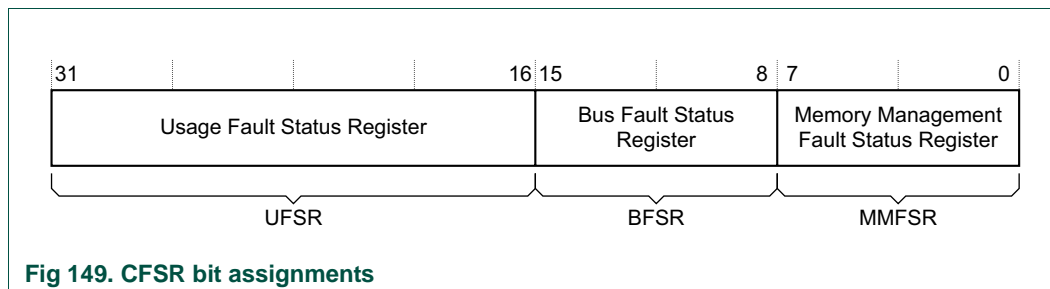 31 16 15 8 7 0
Usage Fault Status Register
Bus Fault Status
Register
Memory Management
Fault Status Register
UFSR BFSR MMFSR
Fig 149. CFSR bit assignments